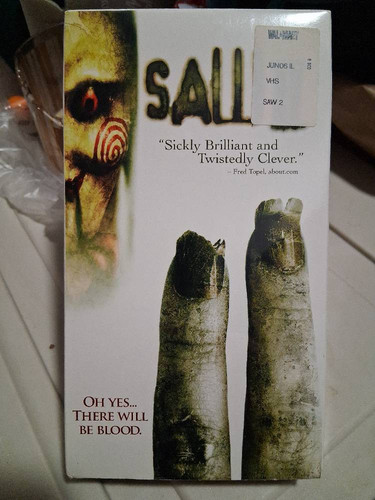 WAL-MART
JUN06 IL
VHS
SAW 2
SAW
"Sickly Brilliant and
Twistedly Clever."
- Fred Topel, about.com
OH YES...
THERE WILL
BE BLOOD.